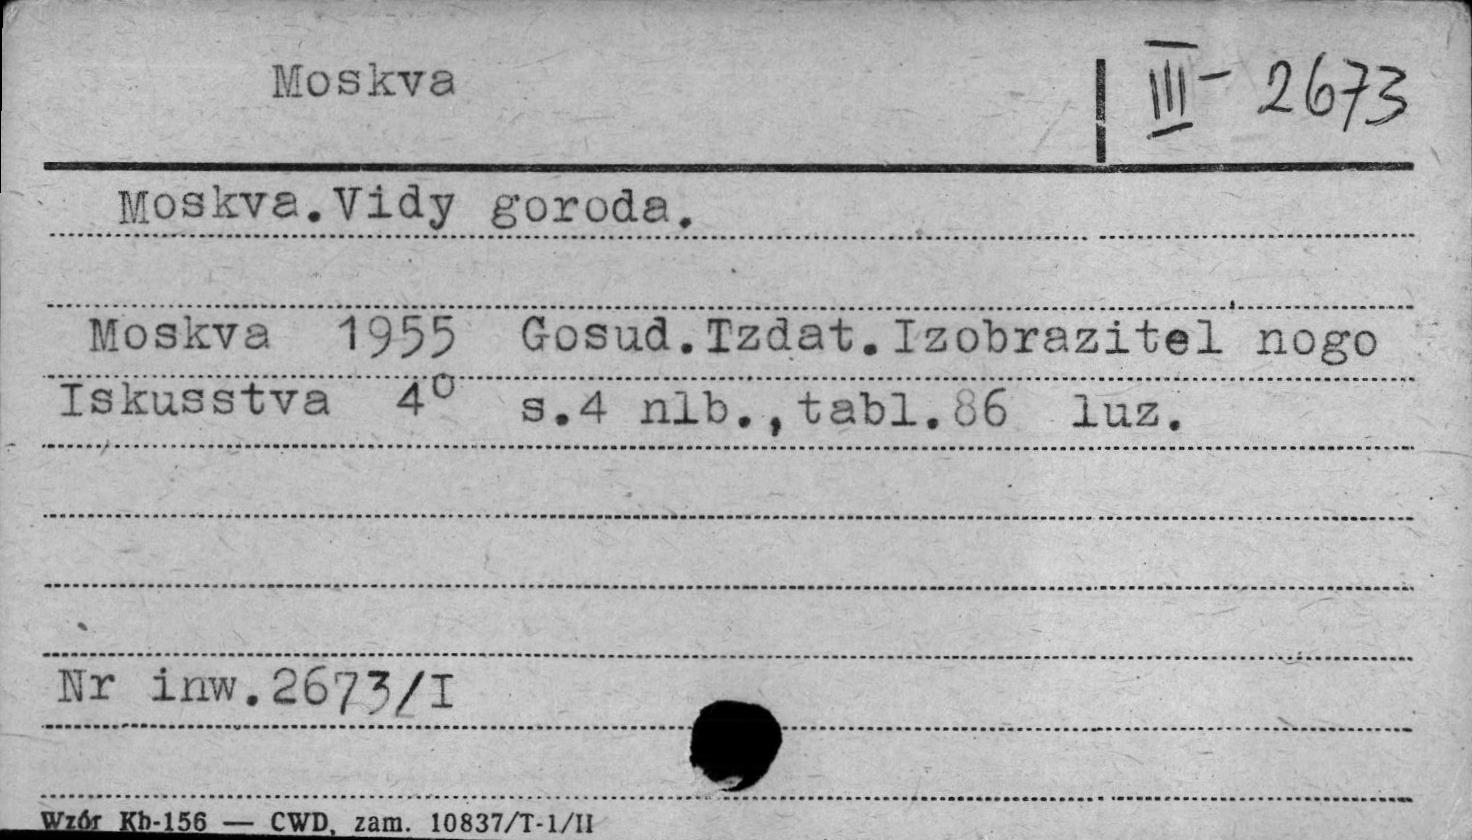 Moskva
III - 2673
Moskva.Vidy goroda.
Moskva 1955 Gosud.Tzdat.Izobrazitel nogo
Iskusstva 4° s.4 nlb.,tabl.86 luz.
Nr inw.2673/I
Wzór Kb-156 — CWD, zam. 10837/T-1/II